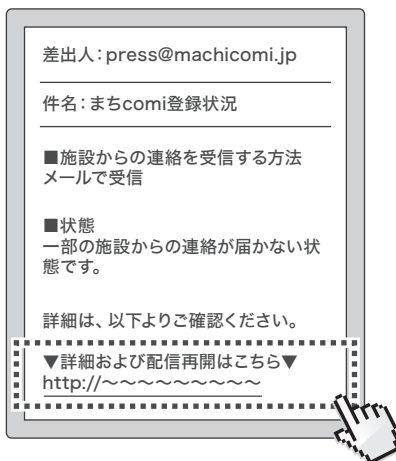 差出人：press@machicomi.jp
件名：まちcomi登録状況
■施設からの連絡を受信する方法
メールで受信
■状態
一部の施設からの連絡が届かない状
態です。
詳細は、以下よりご確認ください。
▼詳細および配信再開はこちら▼
http://～～～～～～～～～